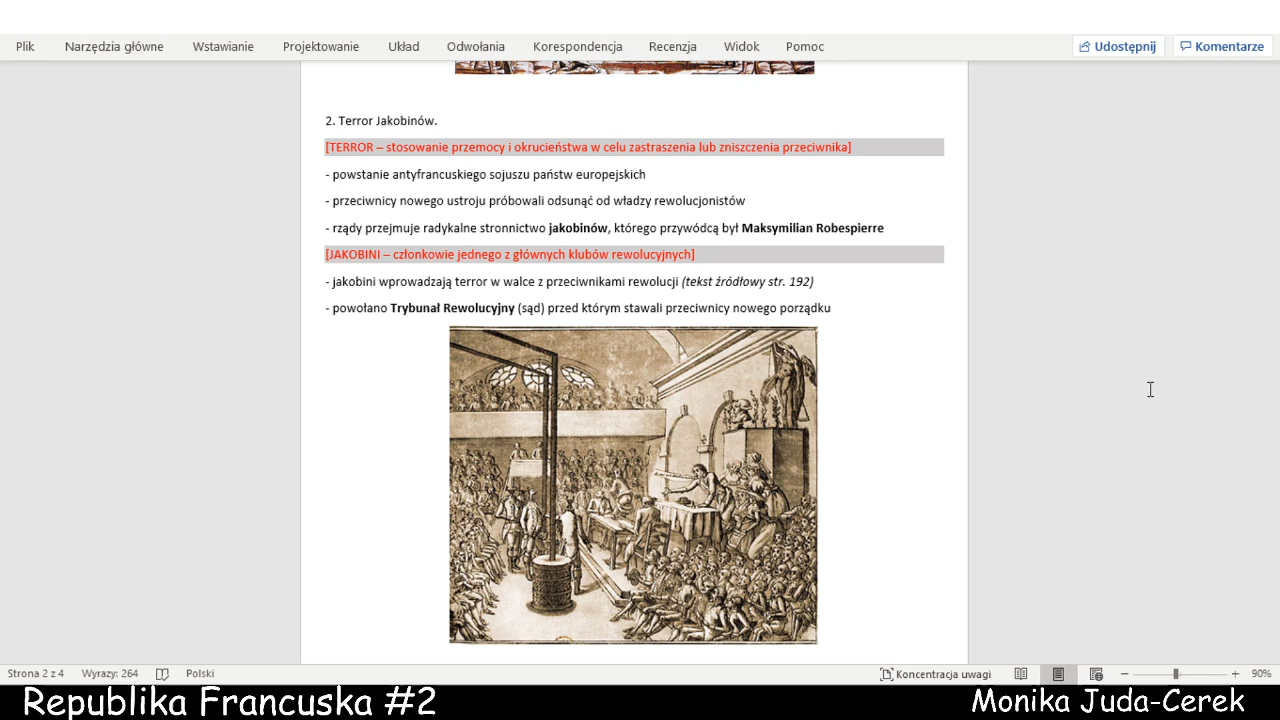 Plik Narzędzia główne Wstawianie Projektowanie Układ Odwołania Korespondencja Recenzja Widok Pomoc Udostępnij Komentarze
2. Terror Jakobinów.
[TERROR – stosowanie przemocy i okrucieństwa w celu zastraszenia lub zniszczenia przeciwnika]
- powstanie antyfrancuskiego sojuszu państw europejskich
- przeciwnicy nowego ustroju próbowali odsunąć od władzy rewolucjonistów
- rządy przejmuje radykalne stronnictwo jakobinów, którego przywódcą był Maksymilian Robespierre
[JAKOBINI – członkowie jednego z głównych klubów rewolucyjnych]
- jakobini wprowadzają terror w walce z przeciwnikami rewolucji (tekst źródłowy str. 192)
- powołano Trybunał Rewolucyjny (sąd) przed którym stawali przeciwnicy nowego porządku
Strona 2 z 4 Wyrazy: 264 Polski Koncentracja uwagi 90%
Republika Francuska #2 Monika Juda-Cerek